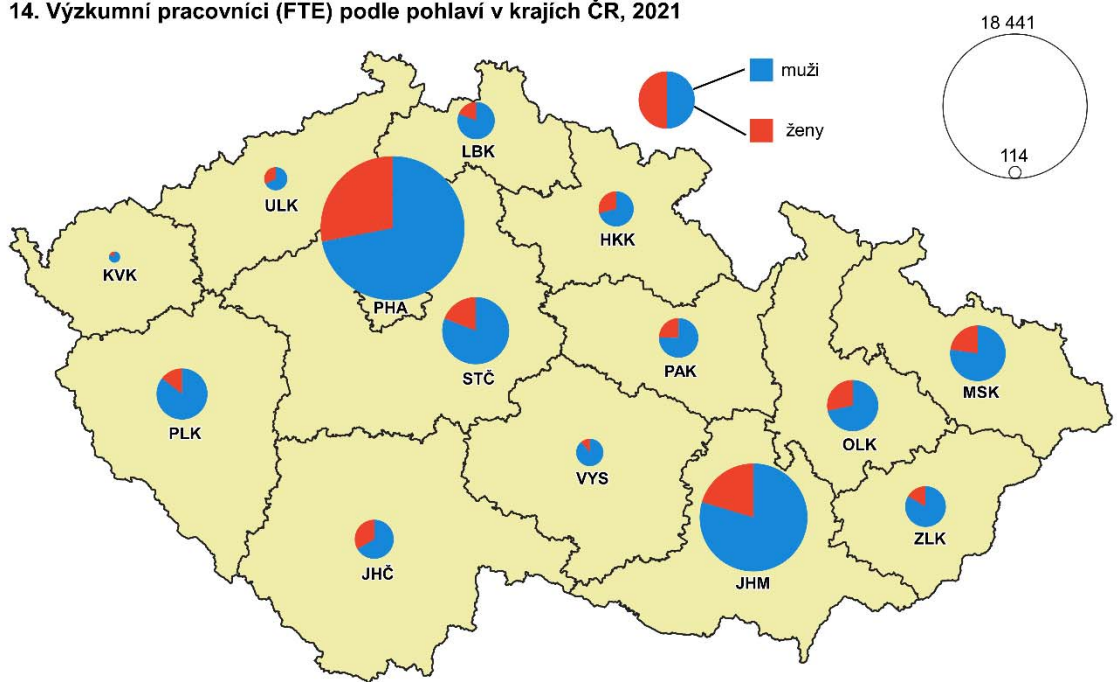 14. Výzkumní pracovníci (FTE) podle pohlaví v krajích ČR, 2021
18 441
muži
ženy
114
LBK
ULK
HKK
KVK
PHA
STČ
PAK
MSK
PLK
OLK
VYS
ZLK
JHČ
JHM